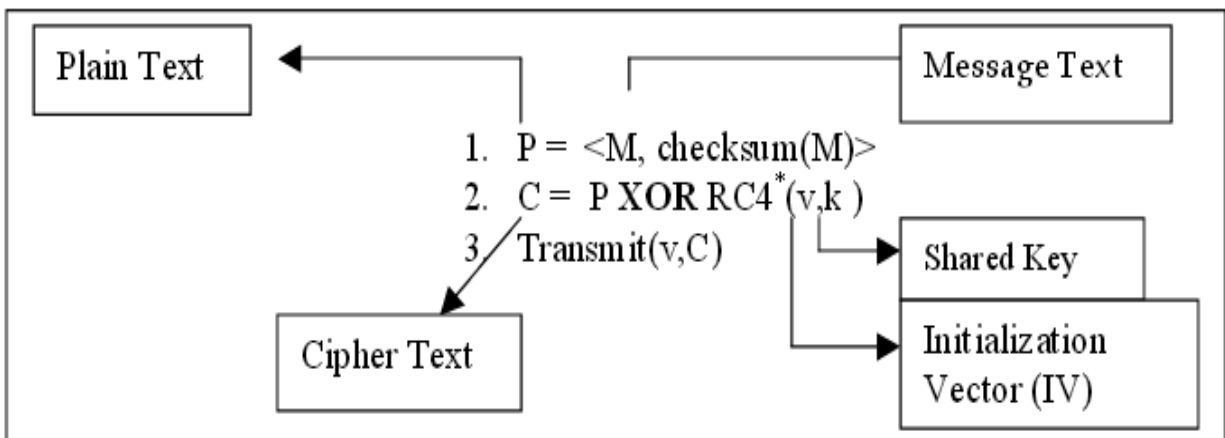 Plain Text
Message Text
1. P = <M, checksum(M)>
2. C = P XOR RC4*(v,k )
3. Transmit(v,C)
Shared Key
Cipher Text
Initialization
Vector (IV)